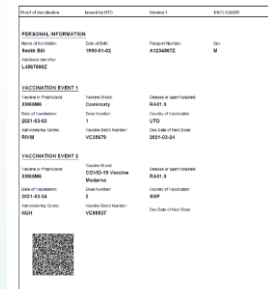 Proof of Vaccination Issued by UTO Version 1
PERSONAL INFORMATION
Name of the Holder: Date of Birth: Passport Number: Sex:
Smith Bill 1990-01-02 A1234567Z M
Additional Identifier:
L4567890Z
VACCINATION EVENT 1
Vaccine or Prophylaxis: Vaccine Brand: Disease or agent targeted:
Comirnaty RA01.0
Date of Vaccination: Dose Number: Country of Vaccination:
2021-03-03 1 UTO
Administering Centre: Vaccine Batch Number: Due Date of Next Dose:
RIVM VC35679 2021-03-24
VACCINATION EVENT 2
Vaccine or Prophylaxis: Vaccine Brand: Disease or agent targeted:
COVID-19 Vaccine RA01.0
Moderna
Date of Vaccination: Dose Number: Country of Vaccination:
2021-03-24 2 SGP
Administering Centre: Vaccine Batch Number: Due Date of Next Dose:
NUH